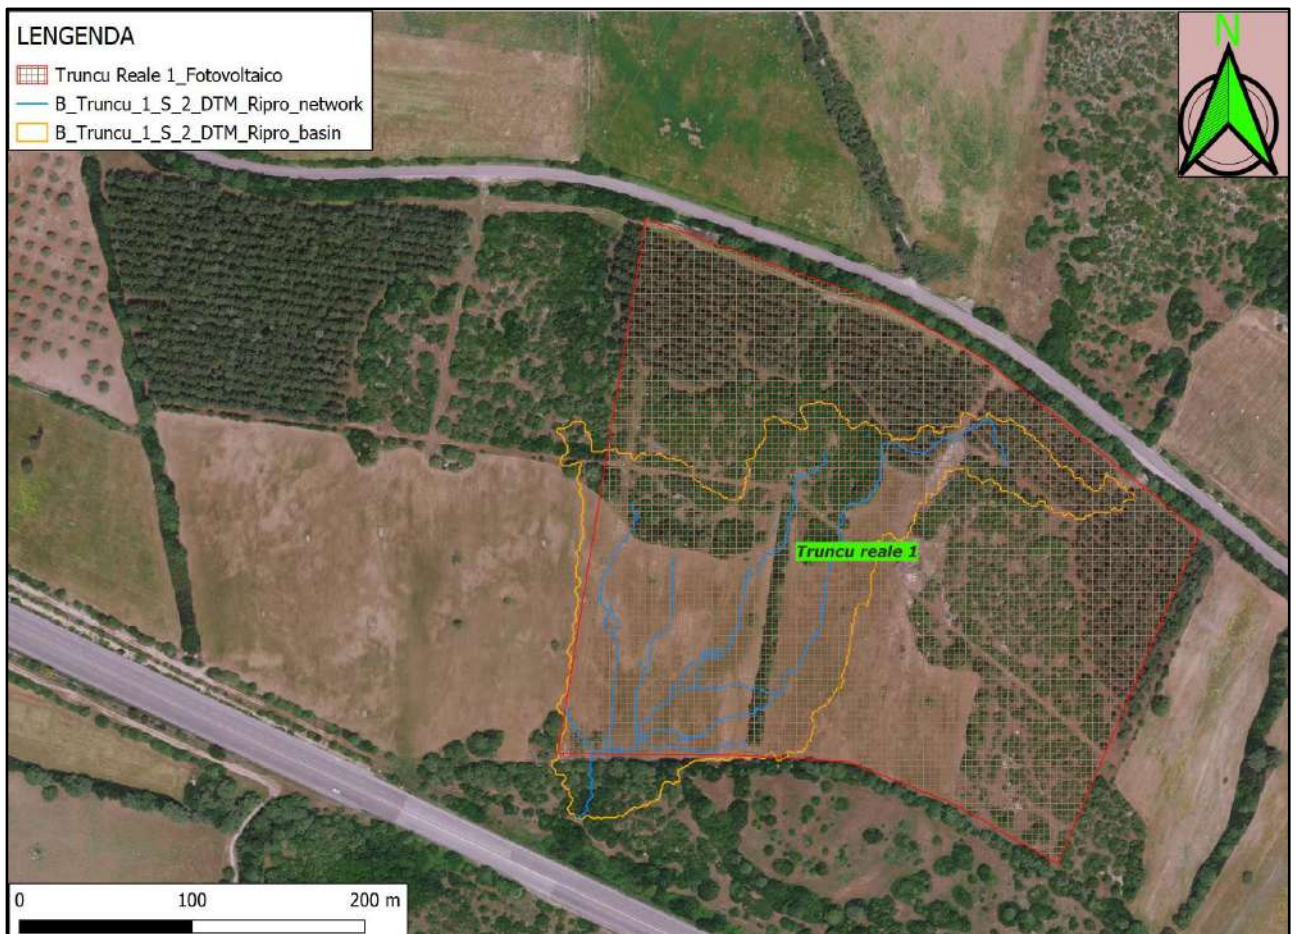 LENGENDA
Truncu Reale 1_Fotovoltaico
B_Truncu_1_S_2_DTM_Ripro_network
B_Truncu_1_S_2_DTM_Ripro_basin
N
Truncu reale 1
0 100 200 m